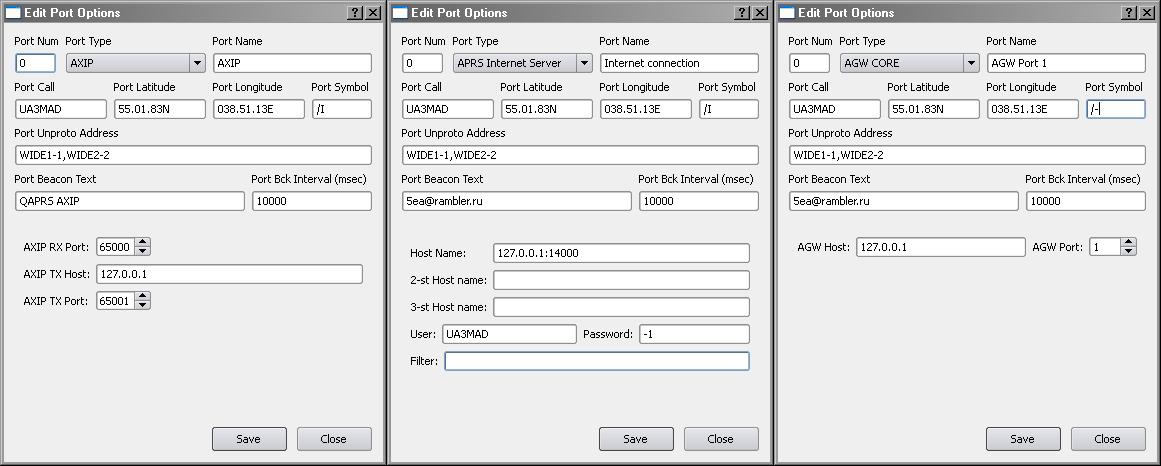 Edit Port Options
Port Num Port Type Port Name
0 AXIP AXIP
Port Call Port Latitude Port Longitude Port Symbol
UA3MAD 55.01.83N 038.51.13E /I
Port Unproto Address
WIDE1-1,WIDE2-2
Port Beacon Text Port Bck Interval (msec)
QAPRS AXIP 10000
AXIP RX Port: 65000
AXIP TX Host: 127.0.0.1
AXIP TX Port: 65001
Save Close
Edit Port Options
Port Num Port Type Port Name
0 APRS Internet Server Internet connection
Port Call Port Latitude Port Longitude Port Symbol
UA3MAD 55.01.83N 038.51.13E /I
Port Unproto Address
WIDE1-1,WIDE2-2
Port Beacon Text Port Bck Interval (msec)
5ea@rambler.ru 10000
Host Name: 127.0.0.1:14000
2-st Host name:
3-st Host name:
User: UA3MAD Password: -1
Filter:
Save Close
Edit Port Options
Port Num Port Type Port Name
0 AGW CORE AGW Port 1
Port Call Port Latitude Port Longitude Port Symbol
UA3MAD 55.01.83N 038.51.13E /-
Port Unproto Address
WIDE1-1,WIDE2-2
Port Beacon Text Port Bck Interval (msec)
5ea@rambler.ru 10000
AGW Host: 127.0.0.1 AGW Port: 1
Save Close